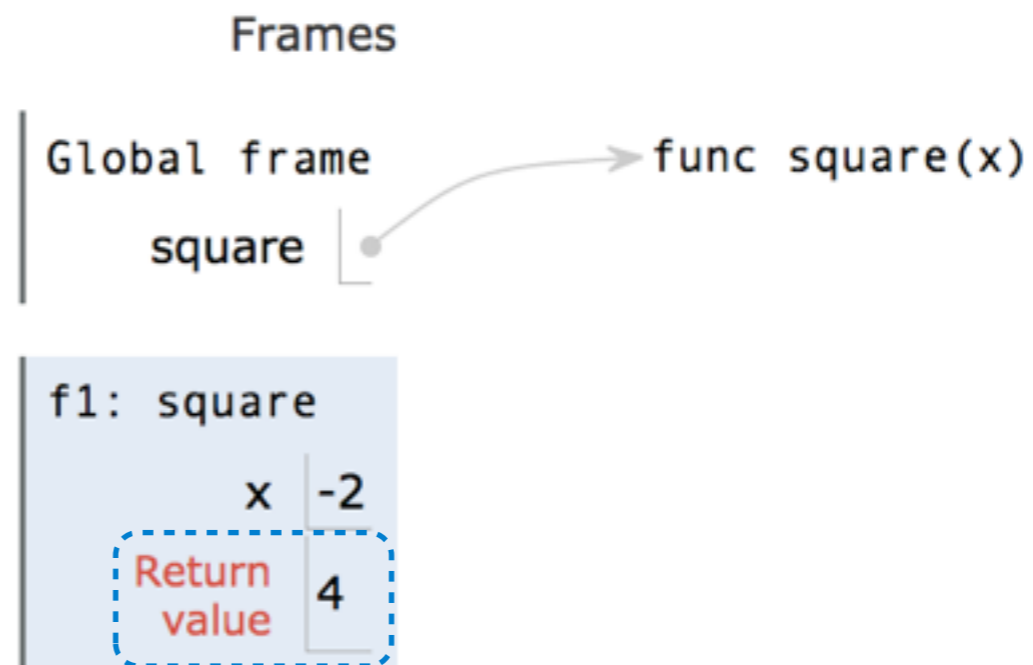 Frames
Global frame
func square(x)
square
f1: square
x -2
Return
value 4